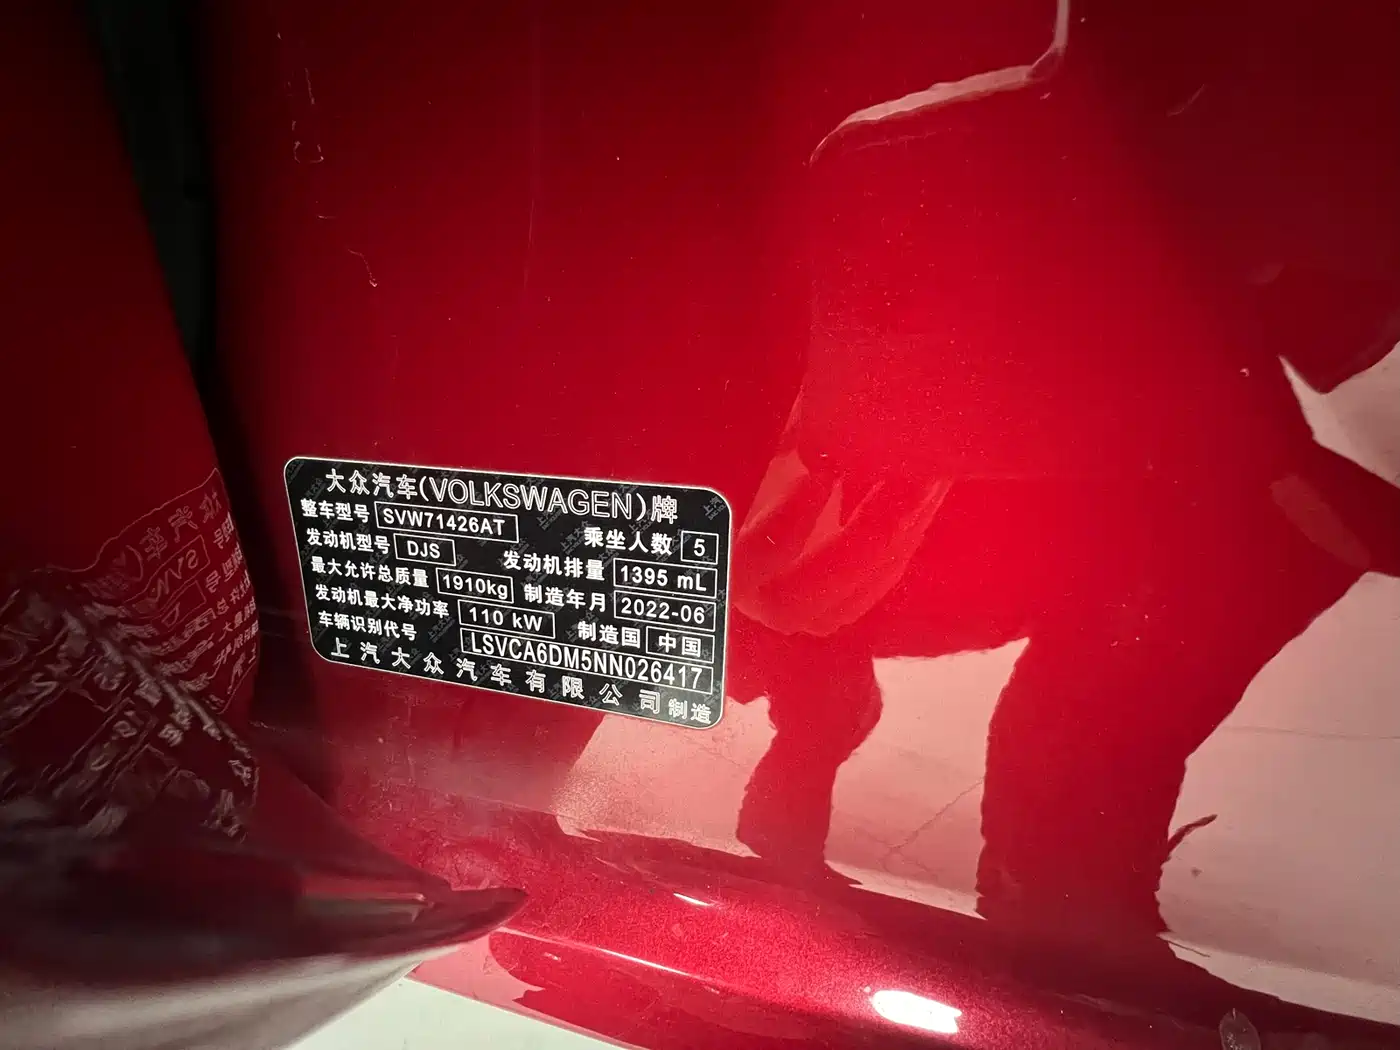 大众汽车(VOLKSWAGEN)牌
整车型号 SVW71426AT 乘坐人数 5
发动机型号 DJS 发动机排量 1395 mL
最大允许总质量 1910kg 制造年月 2022-06
发动机最大净功率 110 kW 制造国 中国
车辆识别代号 LSVCA6DM5NN026417
上汽大众汽车有限公司 制造